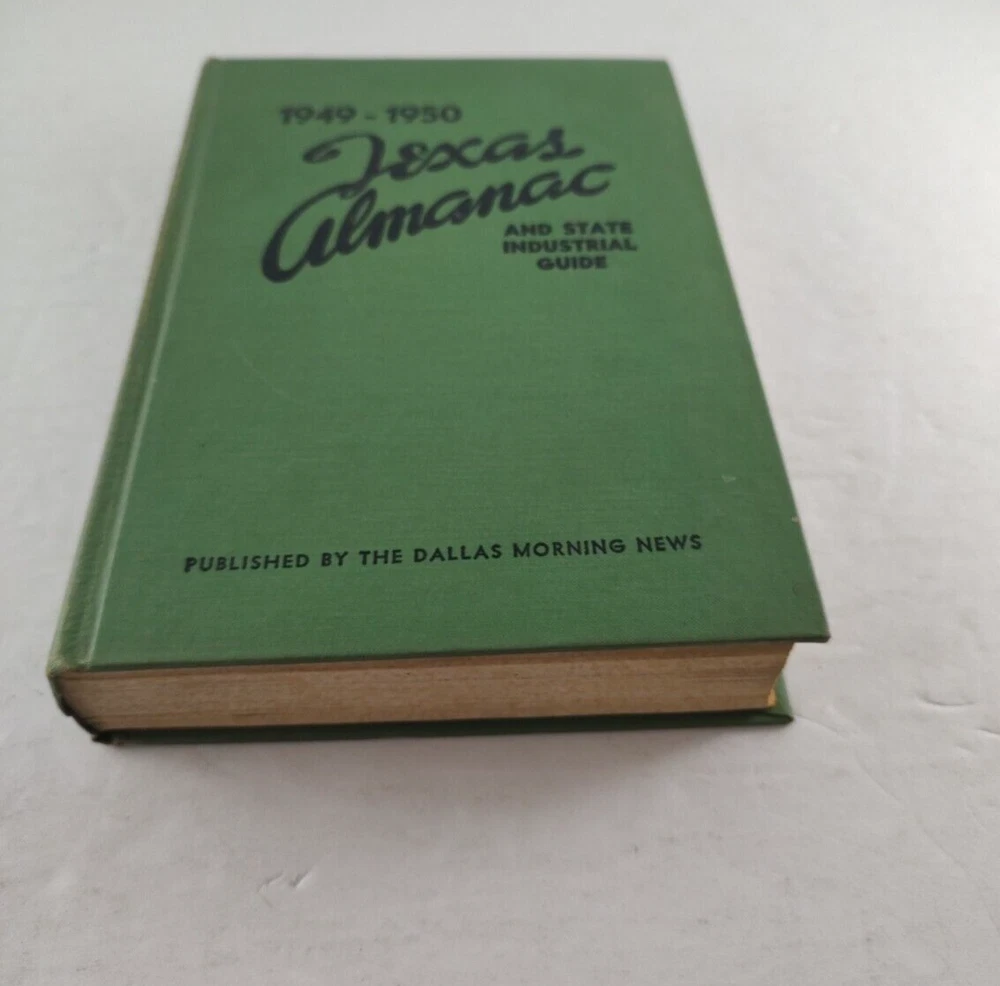 1949 - 1950
Texas
Almanac
AND STATE
INDUSTRIAL
GUIDE
PUBLISHED BY THE DALLAS MORNING NEWS